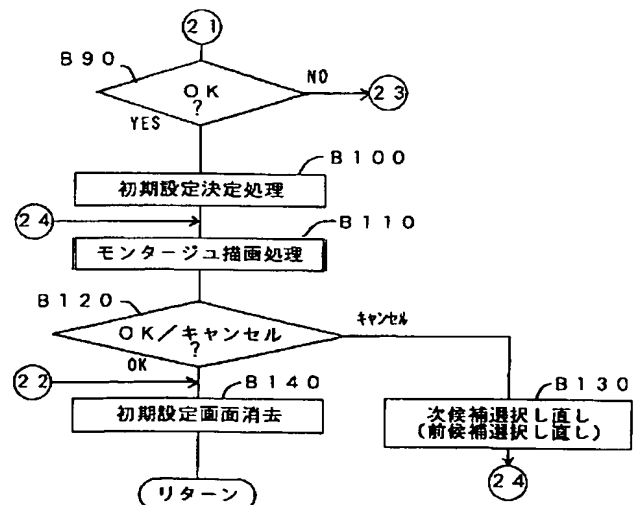 21
B90
OK
?
NO
23
YES
B100
初期設定決定処理
24
B110
モンタージュ描画処理
B120
OK/キャンセル
?
キャンセル
OK
22
B140
初期設定画面消去
B130
次候補選択し直し
(前候補選択し直し)
24
リターン